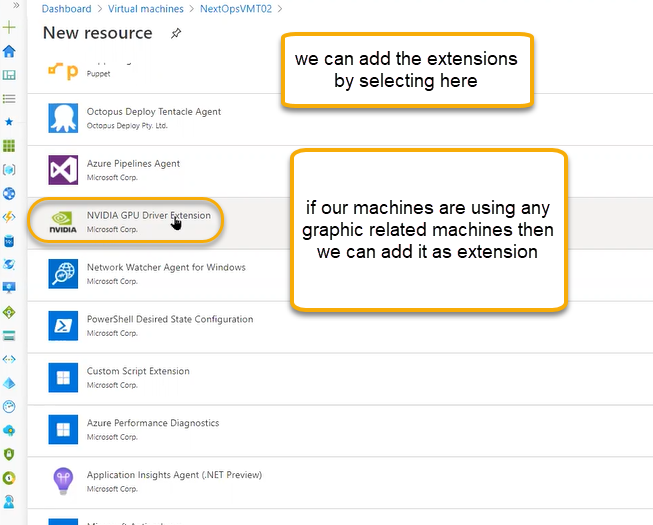 Dashboard > Virtual machines > NextOpsVMT02 >
New resource
Puppet
Octopus Deploy Tentacle Agent
Octopus Deploy Pty. Ltd.
Azure Pipelines Agent
Microsoft Corp.
NVIDIA
NVIDIA GPU Driver Extension
Microsoft Corp.
Network Watcher Agent for Windows
Microsoft Corp.
PowerShell Desired State Configuration
Microsoft Corp.
Custom Script Extension
Microsoft Corp.
Azure Performance Diagnostics
Microsoft Corp.
Application Insights Agent (.NET Preview)
Microsoft Corp.
we can add the extensions
by selecting here
if our machines are using any
graphic related machines then
we can add it as extension